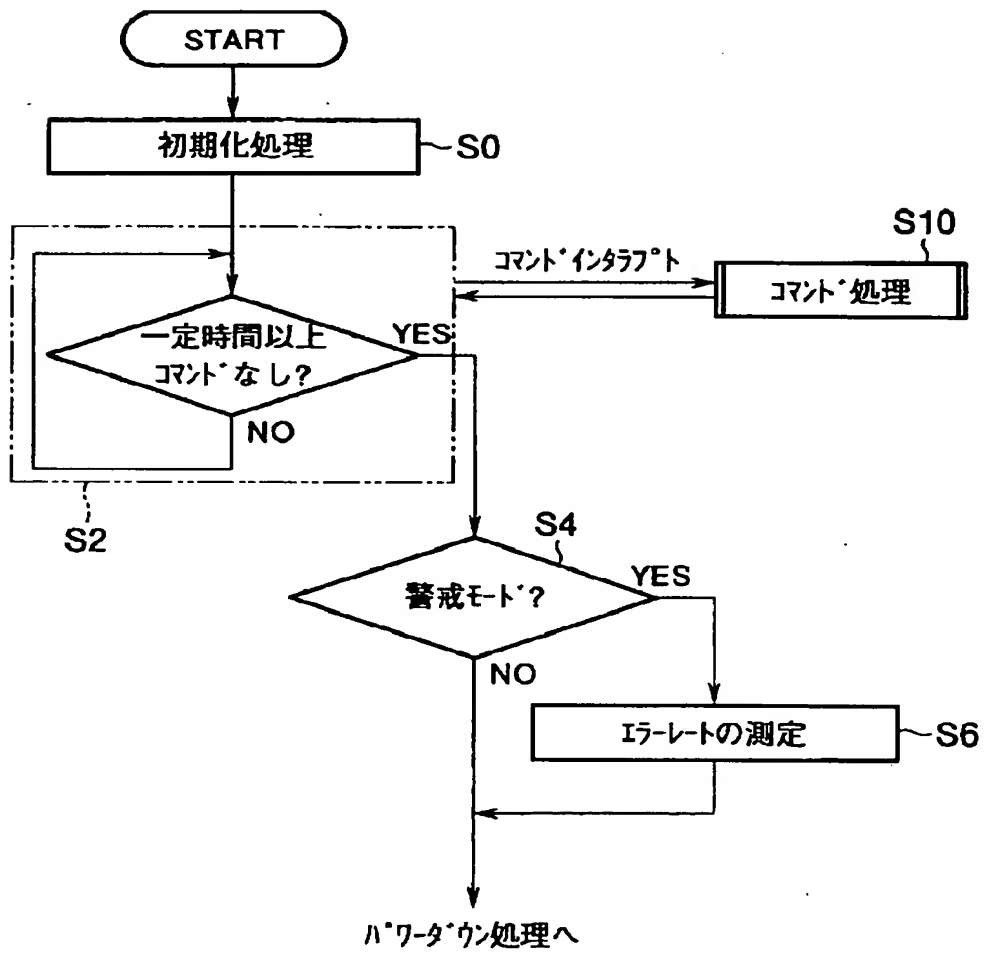 START
初期化処理
S0
S10
コマンド処理
コマンドインタラプト
一定時間以上
コマンドなし?
YES
NO
S2
S4
警戒モード?
YES
NO
エラーレートの測定
S6
パワーダウン処理へ